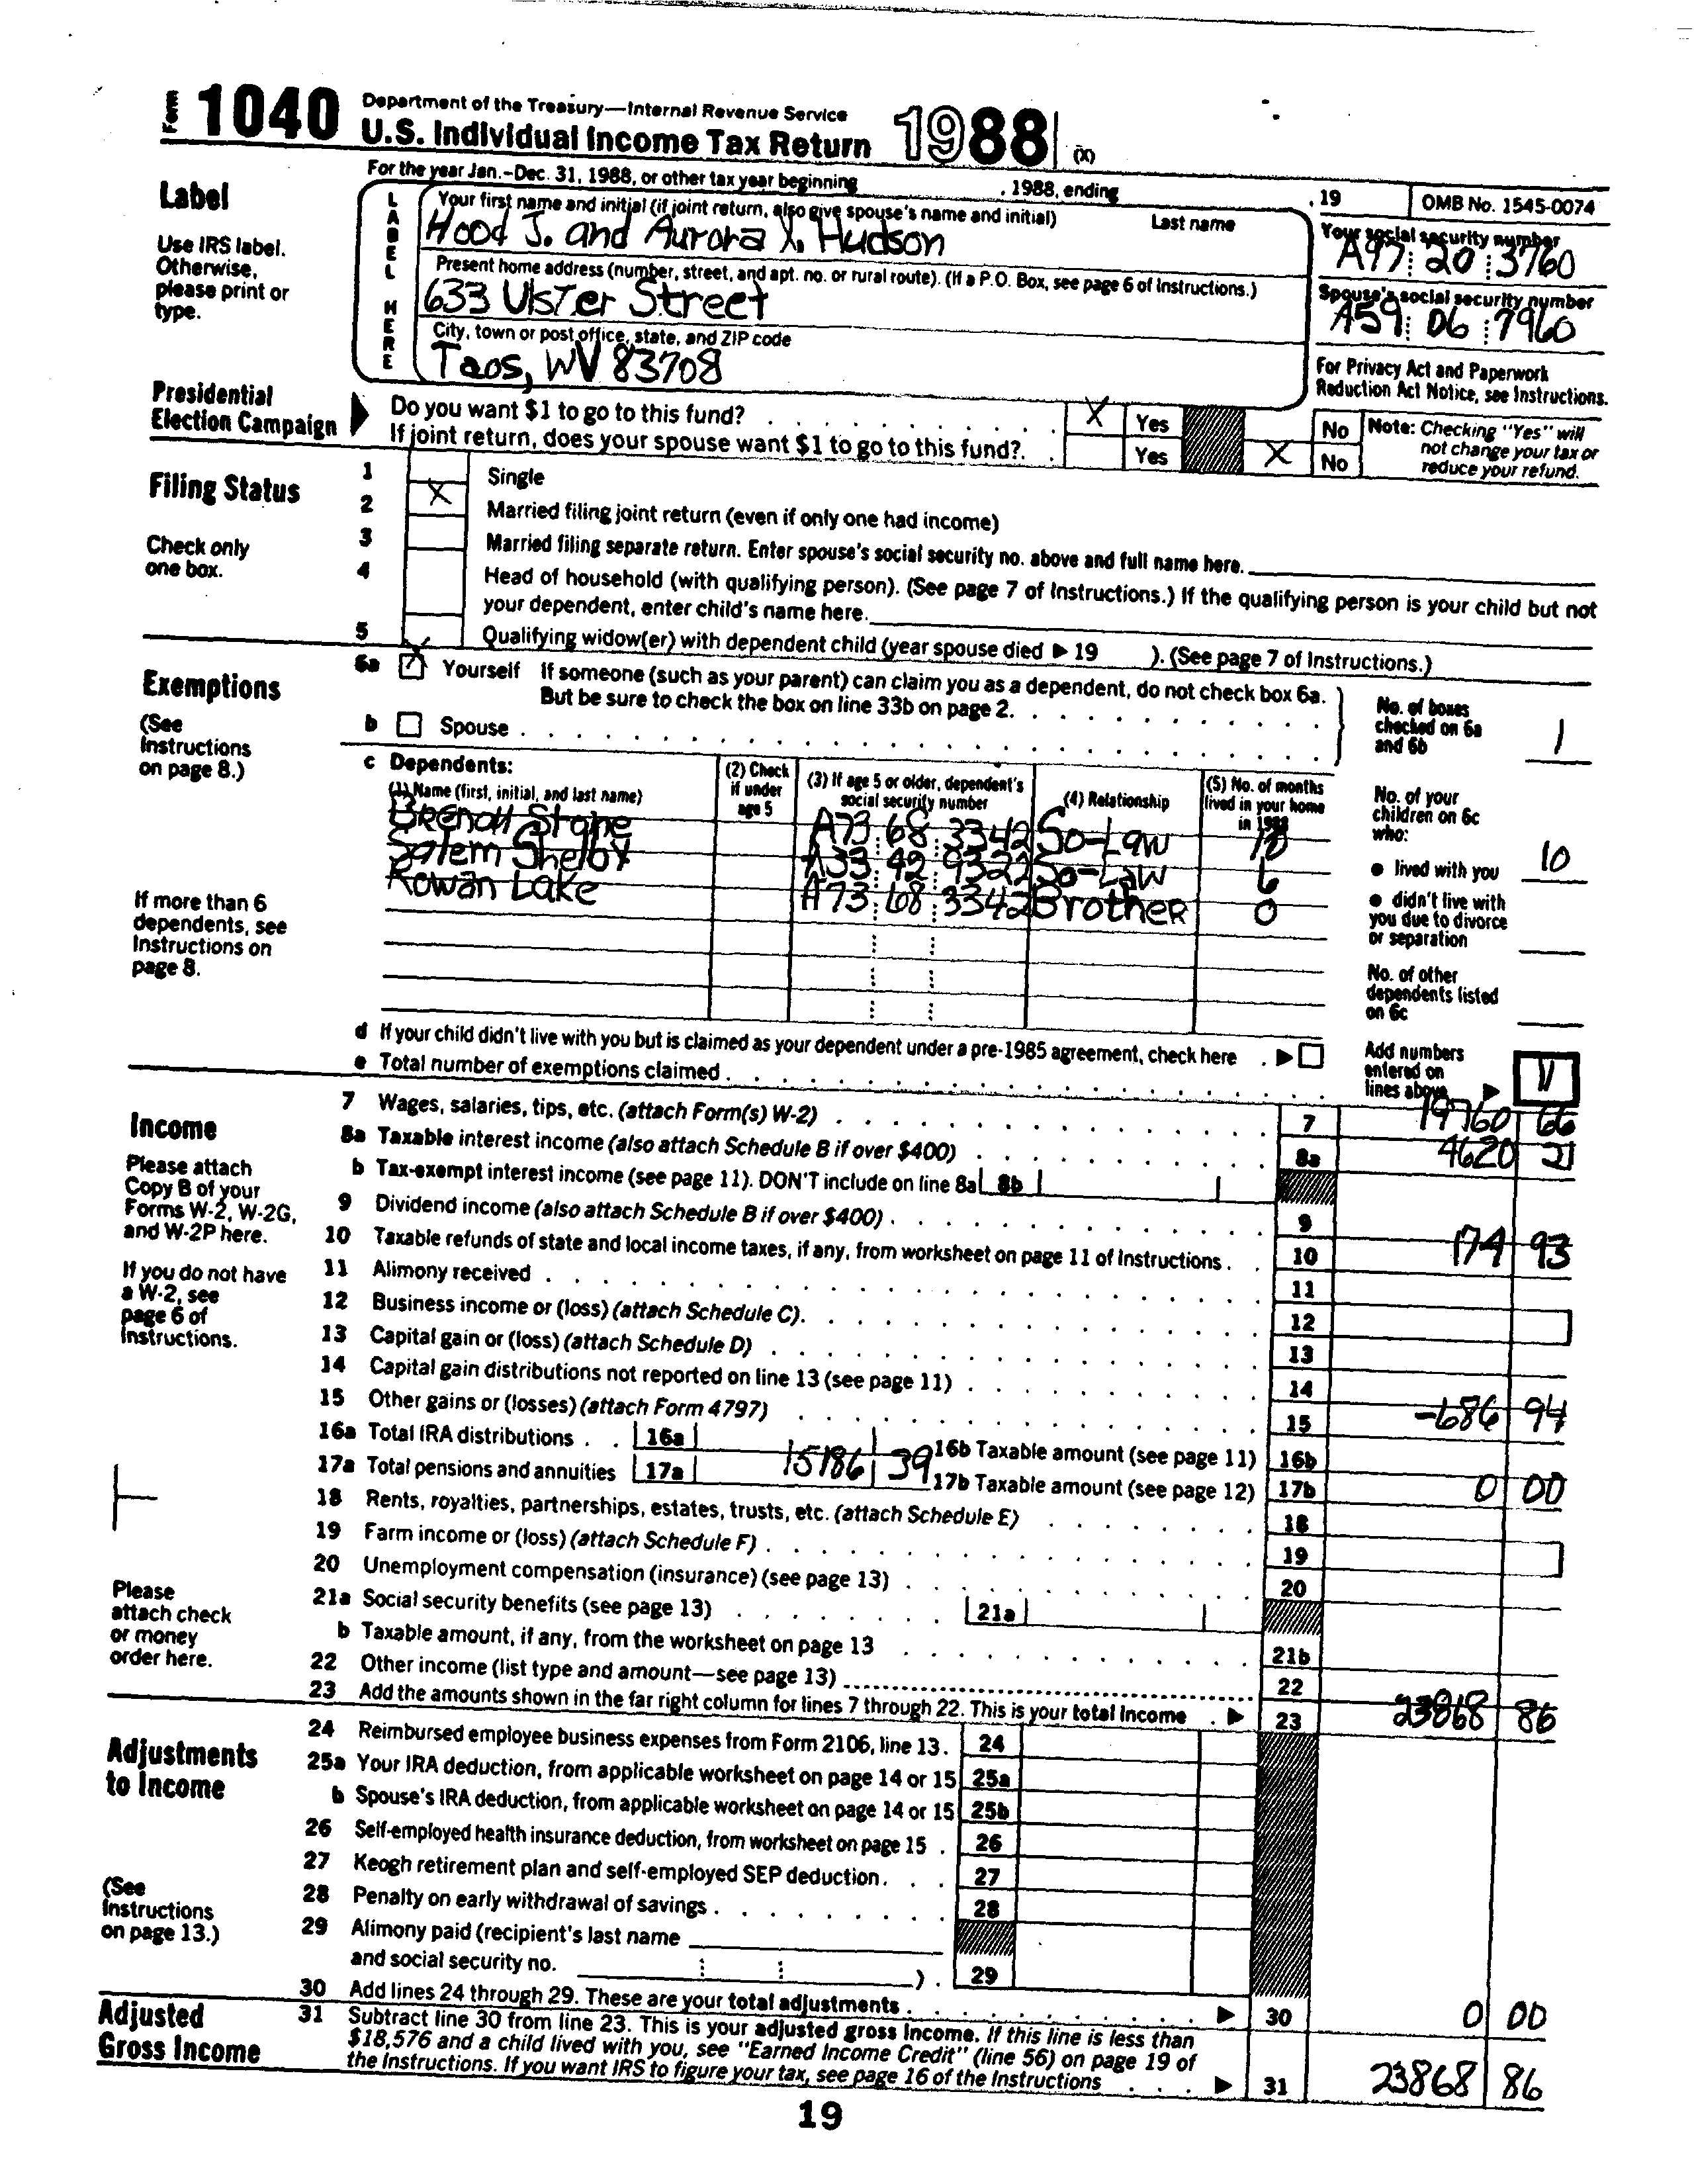 Form 1040 Department of the Treasury—Internal Revenue Service
U.S. Individual Income Tax Return 1988 (X)
For the year Jan.–Dec. 31, 1988, or other tax year beginning , 1988, ending , 19 OMB No. 1545-0074
Label
Use IRS label.
Otherwise,
please print or
type.
LABEL HERE
Your first name and initial (if joint return, also give spouse's name and initial) Last name
Hood J. and Aurora X. Hudson
Your social security number
A97 20 3760
Present home address (number, street, and apt. no. or rural route). (If a P.O. Box, see page 6 of Instructions.)
633 Ulster Street
Spouse's social security number
A59 06 7960
City, town or post office, state, and ZIP code
Taos, WV 83708
For Privacy Act and Paperwork
Reduction Act Notice, see Instructions.
Presidential
Election Campaign
Do you want $1 to go to this fund? X Yes No
If joint return, does your spouse want $1 to go to this fund? Yes X No
Note: Checking "Yes" will
not change your tax or
reduce your refund.
Filing Status
Check only
one box.
1 Single
2 X Married filing joint return (even if only one had income)
3 Married filing separate return. Enter spouse's social security no. above and full name here.
4 Head of household (with qualifying person). (See page 7 of Instructions.) If the qualifying person is your child but not
your dependent, enter child's name here.
5 Qualifying widow(er) with dependent child (year spouse died ▶ 19 ). (See page 7 of Instructions.)
Exemptions
(See
Instructions
on page 8.)
6a X Yourself If someone (such as your parent) can claim you as a dependent, do not check box 6a.
But be sure to check the box on line 33b on page 2.
b Spouse
No. of boxes
checked on 6a
and 6b 1
c Dependents:
(1) Name (first, initial, and last name)
(2) Check
if under
age 5
(3) If age 5 or older, dependent's
social security number
(4) Relationship
(5) No. of months
lived in your home
in 1988
Stone A73 68 3342 So-Law
Salem Shelby A33 42 9322 So-Law 6
Rowan Lake A73 68 3342 Brother 0
If more than 6
dependents, see
Instructions on
page 8.
No. of your
children on 6c
who:
● lived with you 10
● didn't live with
you due to divorce
or separation
No. of other
dependents listed
on 6c
d If your child didn't live with you but is claimed as your dependent under a pre-1985 agreement, check here ▶
e Total number of exemptions claimed
Add numbers
entered on
lines above ▶ 11
Income
Please attach
Copy B of your
Forms W-2, W-2G,
and W-2P here.
If you do not have
a W-2, see
page 6 of
Instructions.
Please
attach check
or money
order here.
7 Wages, salaries, tips, etc. (attach Form(s) W-2) 7 19760 66
8a Taxable interest income (also attach Schedule B if over $400) 8a 4620 21
b Tax-exempt interest income (see page 11). DON'T include on line 8a 8b
9 Dividend income (also attach Schedule B if over $400) 9
10 Taxable refunds of state and local income taxes, if any, from worksheet on page 11 of Instructions 10 174 93
11 Alimony received 11
12 Business income or (loss) (attach Schedule C) 12
13 Capital gain or (loss) (attach Schedule D) 13
14 Capital gain distributions not reported on line 13 (see page 11) 14
15 Other gains or (losses) (attach Form 4797) 15 -686 94
16a Total IRA distributions 16a 16b Taxable amount (see page 11) 16b
17a Total pensions and annuities 17a 15186 39 17b Taxable amount (see page 12) 17b 0 00
18 Rents, royalties, partnerships, estates, trusts, etc. (attach Schedule E) 18
19 Farm income or (loss) (attach Schedule F) 19
20 Unemployment compensation (insurance) (see page 13) 20
21a Social security benefits (see page 13) 21a
b Taxable amount, if any, from the worksheet on page 13 21b
22 Other income (list type and amount—see page 13) 22
23 Add the amounts shown in the far right column for lines 7 through 22. This is your total income ▶ 23 23868 86
Adjustments
to Income
(See
Instructions
on page 13.)
24 Reimbursed employee business expenses from Form 2106, line 13. 24
25a Your IRA deduction, from applicable worksheet on page 14 or 15 25a
b Spouse's IRA deduction, from applicable worksheet on page 14 or 15 25b
26 Self-employed health insurance deduction, from worksheet on page 15 26
27 Keogh retirement plan and self-employed SEP deduction 27
28 Penalty on early withdrawal of savings 28
29 Alimony paid (recipient's last name
and social security no. ) 29
30 Add lines 24 through 29. These are your total adjustments ▶ 30 0 00
Adjusted
Gross Income
31 Subtract line 30 from line 23. This is your adjusted gross income. If this line is less than
$18,576 and a child lived with you, see "Earned Income Credit" (line 56) on page 19 of
the Instructions. If you want IRS to figure your tax, see page 16 of the Instructions ▶ 31 23868 86
19